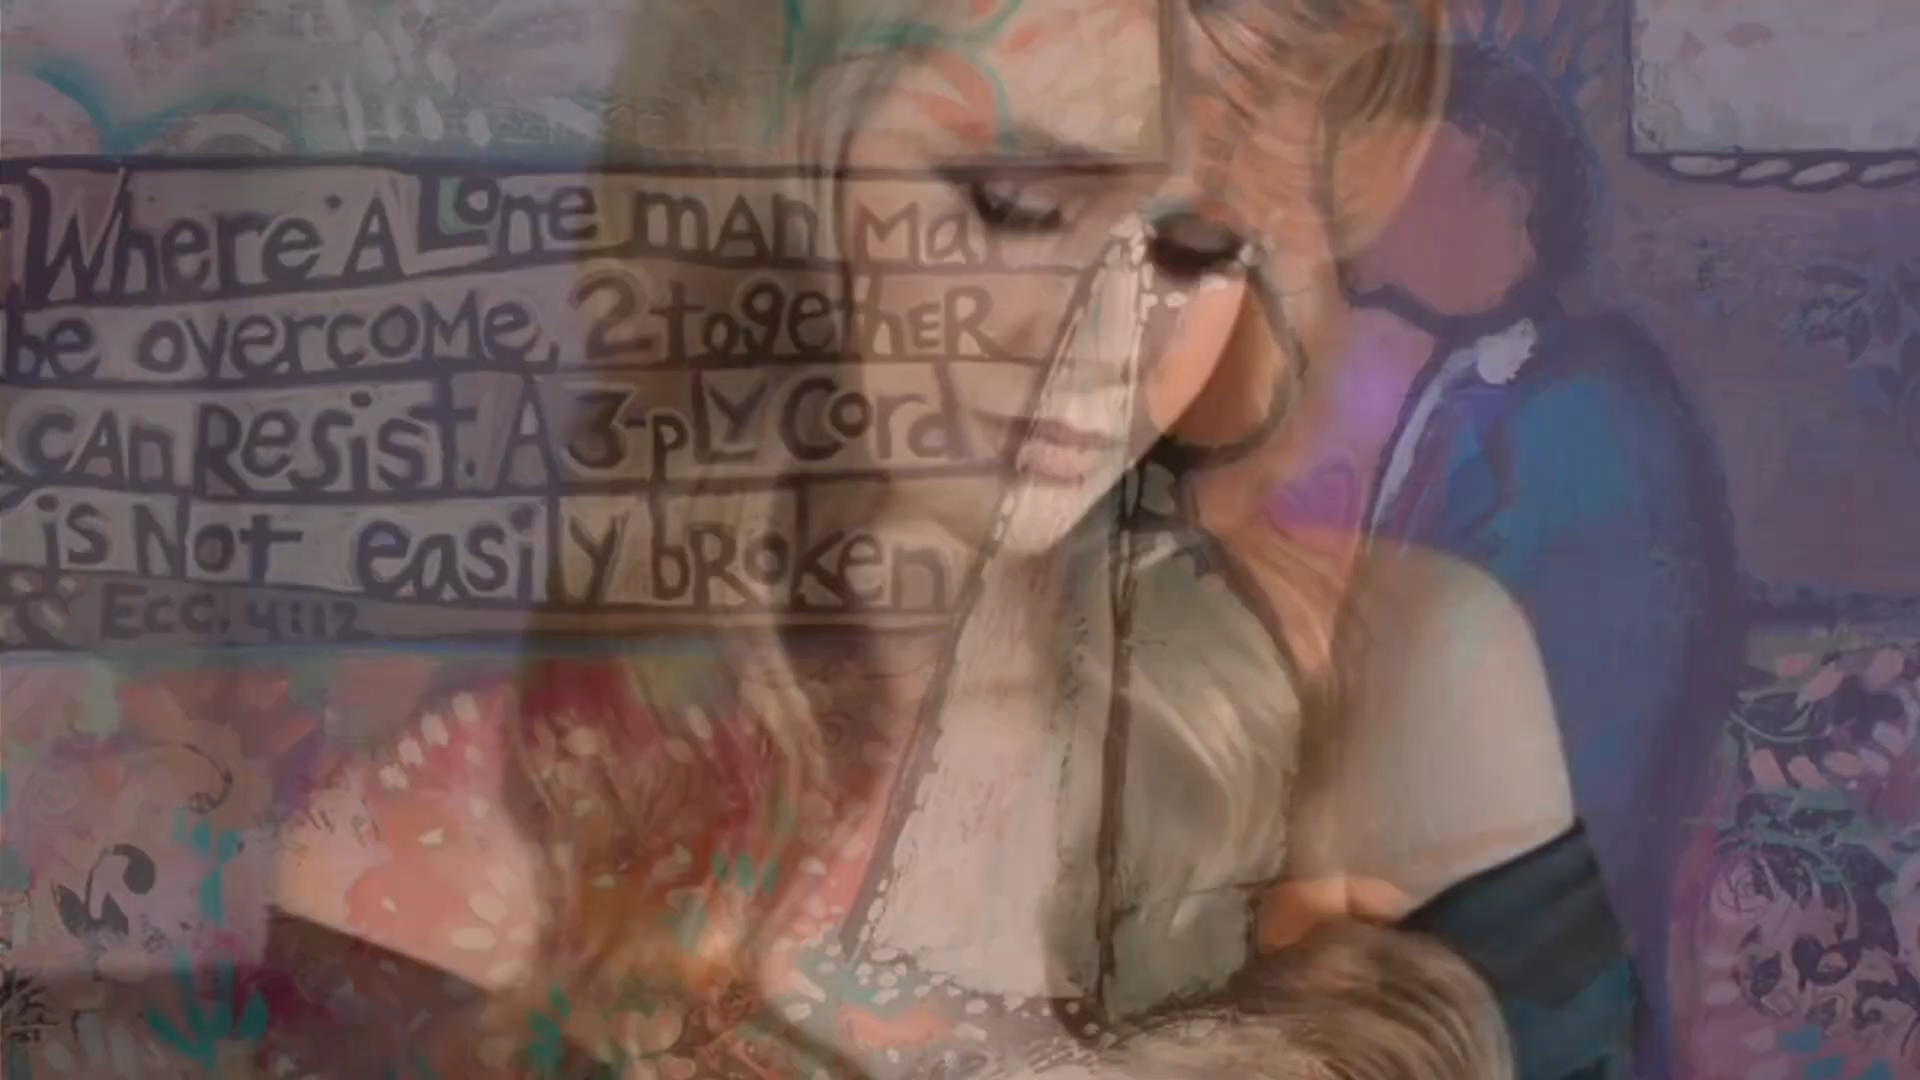 Where A Lone mAn MaY
be overcoMe, 2 togetHER
cAn ResisT. A 3-pLY Cord
is Not easily bRoken
Ecc. 4:12